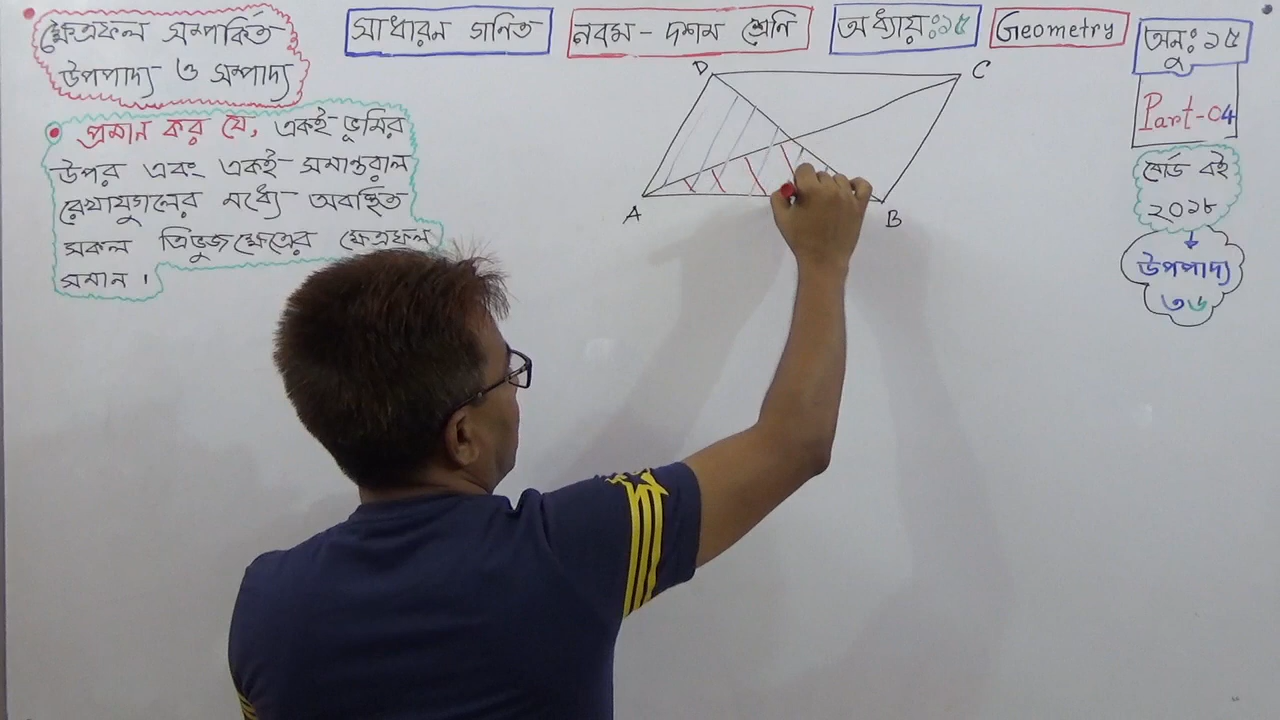 ক্ষেত্রফল সম্পর্কিত
উপপাদ্য ও সম্পাদ্য
সাধারন গনিত
নবম - দশম শ্রেনি
অধ্যায়ঃ১৫
Geometry
অনুঃ১৫
Part-04
বোর্ড বই
২০১৮
উপপাদ্য
৩৬
প্রমান কর যে, একই ভূমির
উপর এবং একই সমান্তরাল
রেখাযুগলের মধ্যে অবস্থিত
সকল ত্রিভুজক্ষেত্রের ক্ষেত্রফল
সমান ।
D
C
A
B